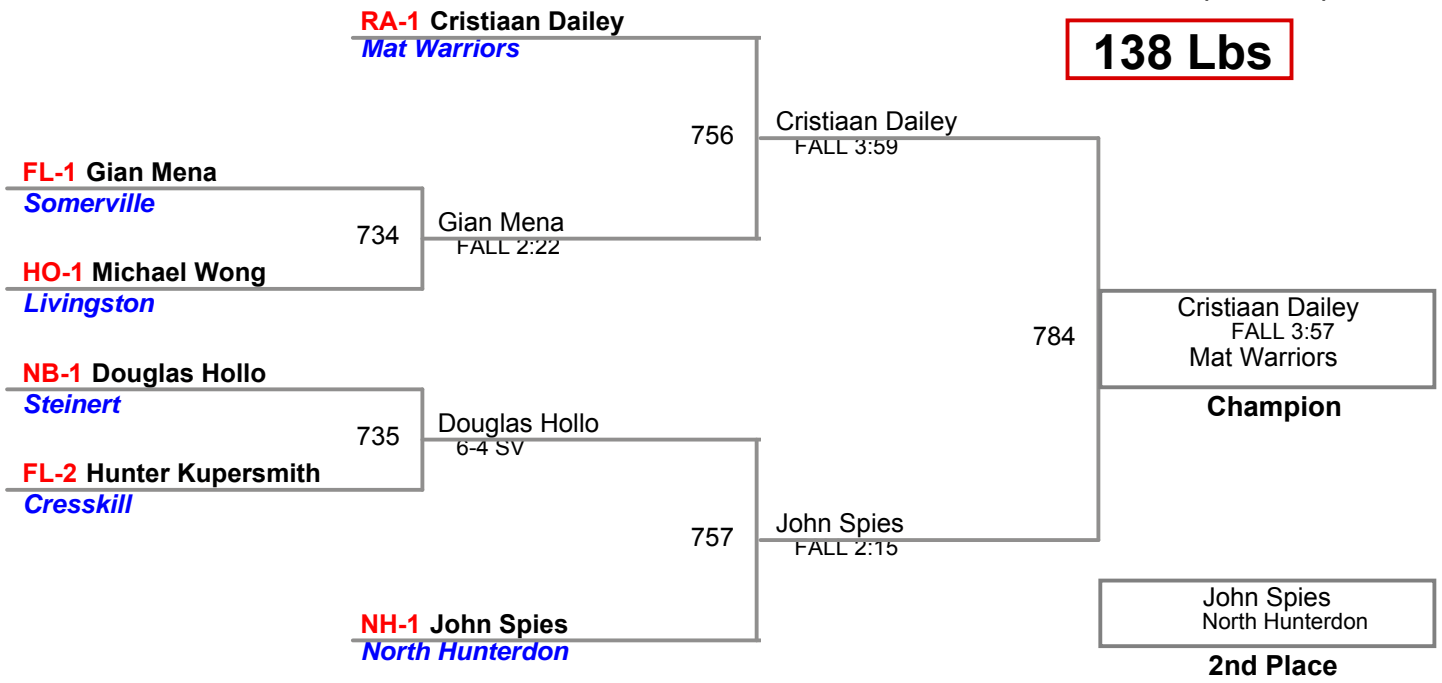 RA-1 Cristiaan Dailey
Mat Warriors
138 Lbs
756
Cristiaan Dailey
FALL 3:59
FL-1 Gian Mena
Somerville
734
Gian Mena
FALL 2:22
HO-1 Michael Wong
Livingston
784
Cristiaan Dailey
FALL 3:57
Mat Warriors
Champion
NB-1 Douglas Hollo
Steinert
735
Douglas Hollo
6-4 SV
FL-2 Hunter Kupersmith
Cresskill
757
John Spies
FALL 2:15
NH-1 John Spies
North Hunterdon
John Spies
North Hunterdon
2nd Place